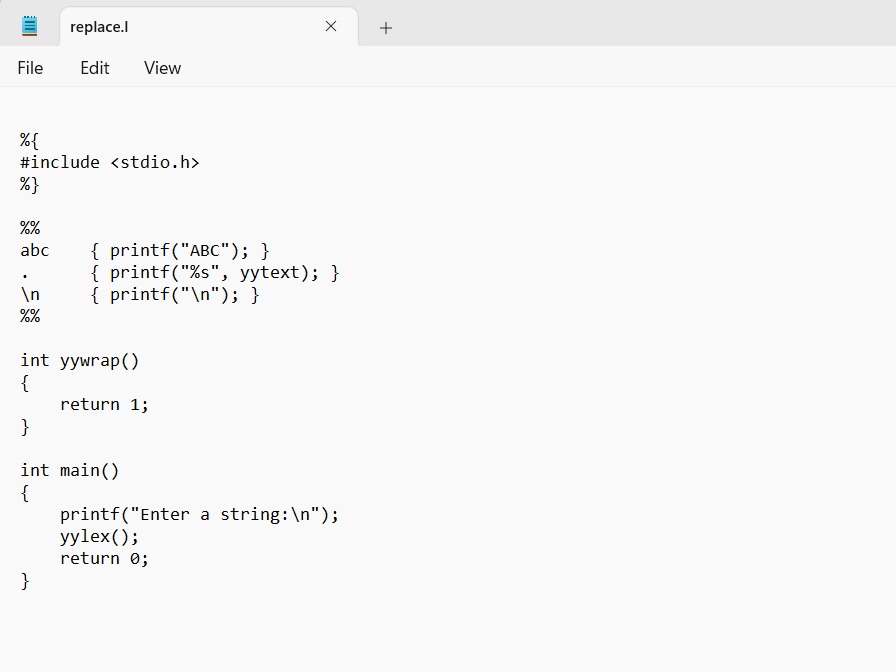 replace.l
File Edit View
%{
#include <stdio.h>
%}
%%
abc    { printf("ABC"); }
.      { printf("%s", yytext); }
\n     { printf("\n"); }
%%
int yywrap()
{
    return 1;
}
int main()
{
    printf("Enter a string:\n");
    yylex();
    return 0;
}